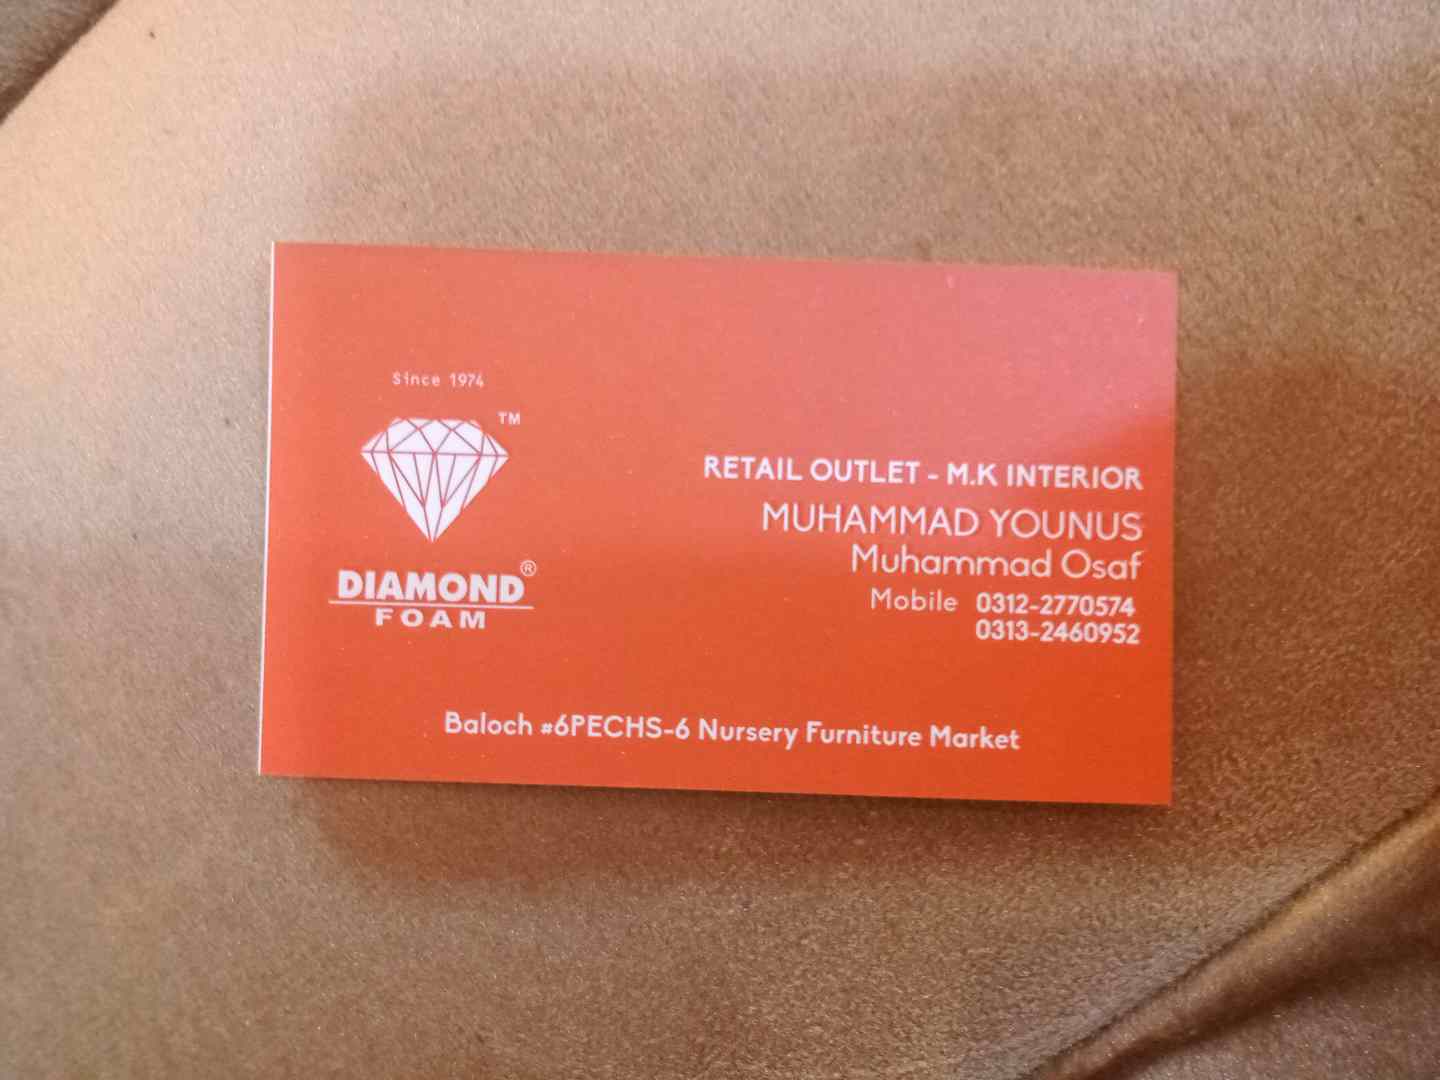 Since 1974
TM
DIAMOND®
FOAM
RETAIL OUTLET - M.K INTERIOR
MUHAMMAD YOUNUS
Muhammad Osaf
Mobile 0312-2770574
0313-2460952
Baloch #6PECHS-6 Nursery Furniture Market